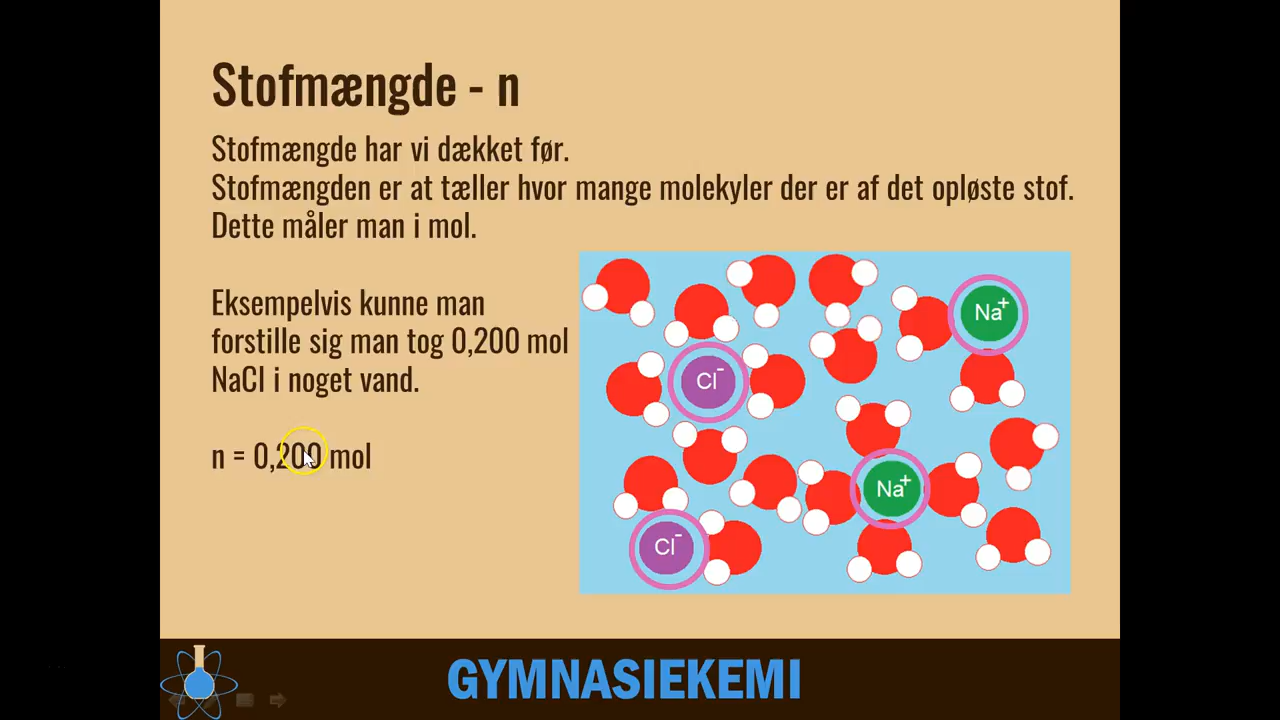 Stofmængde - n
Stofmængde har vi dækket før.
Stofmængden er at tæller hvor mange molekyler der er af det opløste stof.
Dette måler man i mol.
Eksempelvis kunne man
forstille sig man tog 0,200 mol
NaCl i noget vand.
n = 0,200 mol
Na+
Cl-
Na+
Cl-
GYMNASIEKEMI